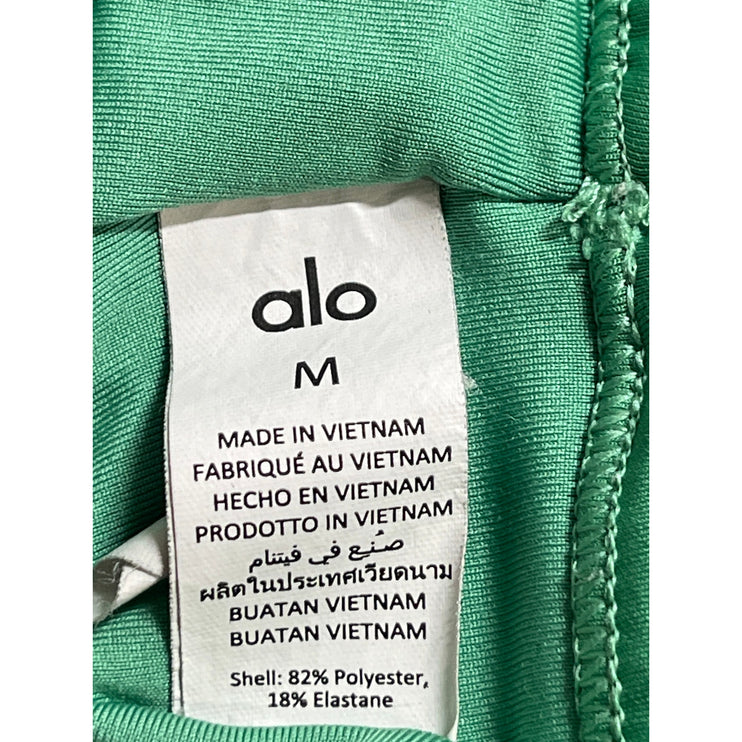 alo
M
MADE IN VIETNAM
FABRIQUÉ AU VIETNAM
HECHO EN VIETNAM
PRODOTTO IN VIETNAM
صُنِع في فيتنام
ผลิตในประเทศเวียดนาม
BUATAN VIETNAM
BUATAN VIETNAM
Shell: 82% Polyester,
18% Elastane